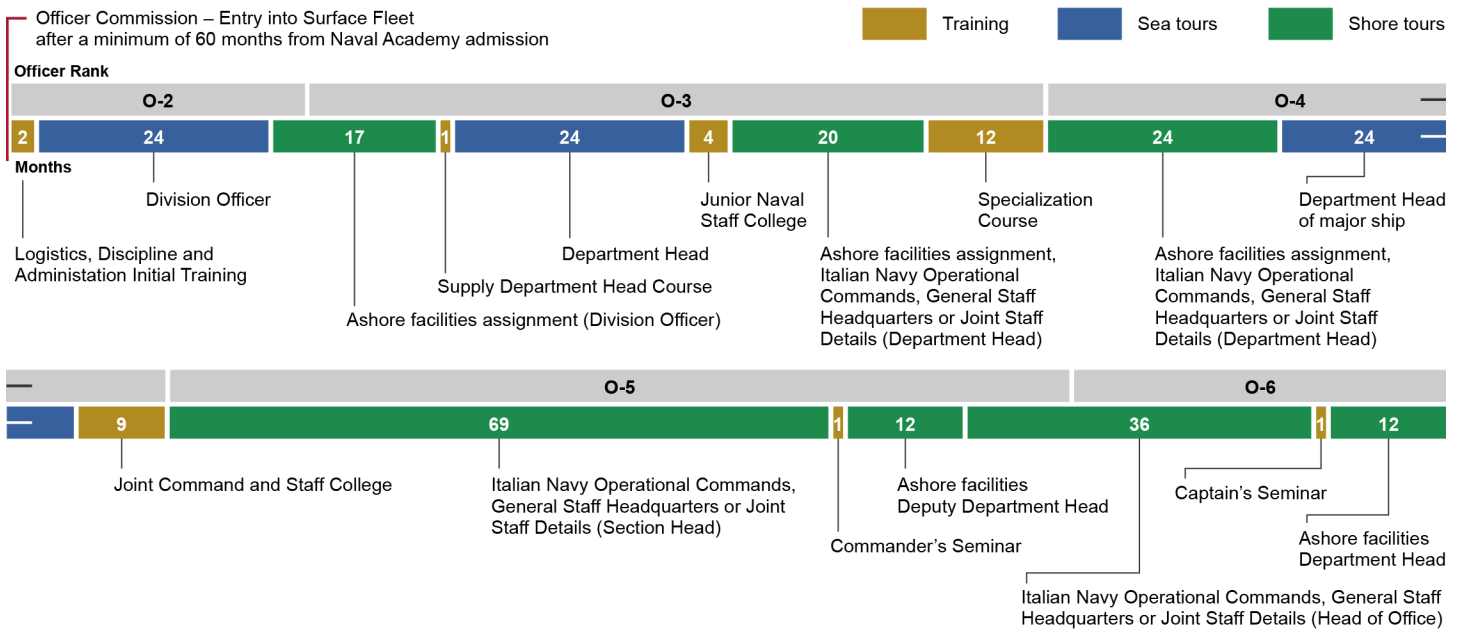 Officer Commission – Entry into Surface Fleet
after a minimum of 60 months from Naval Academy admission
Training
Sea tours
Shore tours
Officer Rank
O-2
O-3
O-4
2
24
17
1
24
4
20
12
24
24
Months
Division Officer
Junior Naval
Staff College
Specialization
Course
Department Head
of major ship
Logistics, Discipline and
Administation Initial Training
Department Head
Ashore facilities assignment,
Italian Navy Operational
Commands, General Staff
Headquarters or Joint Staff
Details (Department Head)
Ashore facilities assignment,
Italian Navy Operational
Commands, General Staff
Headquarters or Joint Staff
Details (Department Head)
Supply Department Head Course
Ashore facilities assignment (Division Officer)
O-5
O-6
9
69
1
12
36
1
12
Joint Command and Staff College
Italian Navy Operational Commands,
General Staff Headquarters or Joint
Staff Details (Section Head)
Ashore facilities
Deputy Department Head
Captain’s Seminar
Commander’s Seminar
Ashore facilities
Department Head
Italian Navy Operational Commands, General Staff
Headquarters or Joint Staff Details (Head of Office)